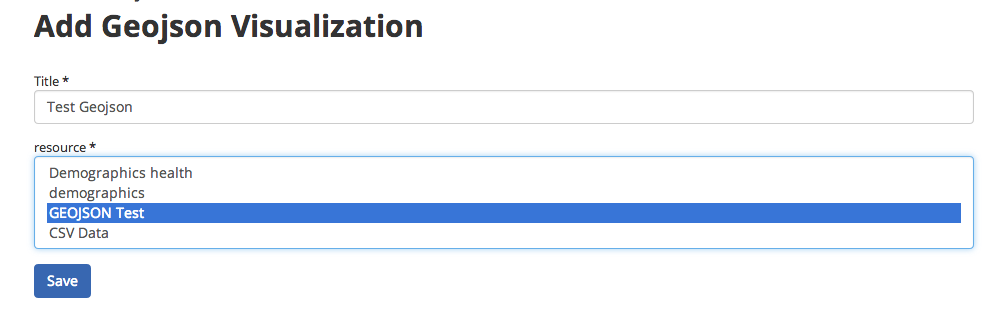 Add Geojson Visualization
Title *
Test Geojson
resource *
Demographics health
demographics
GEOJSON Test
CSV Data
Save